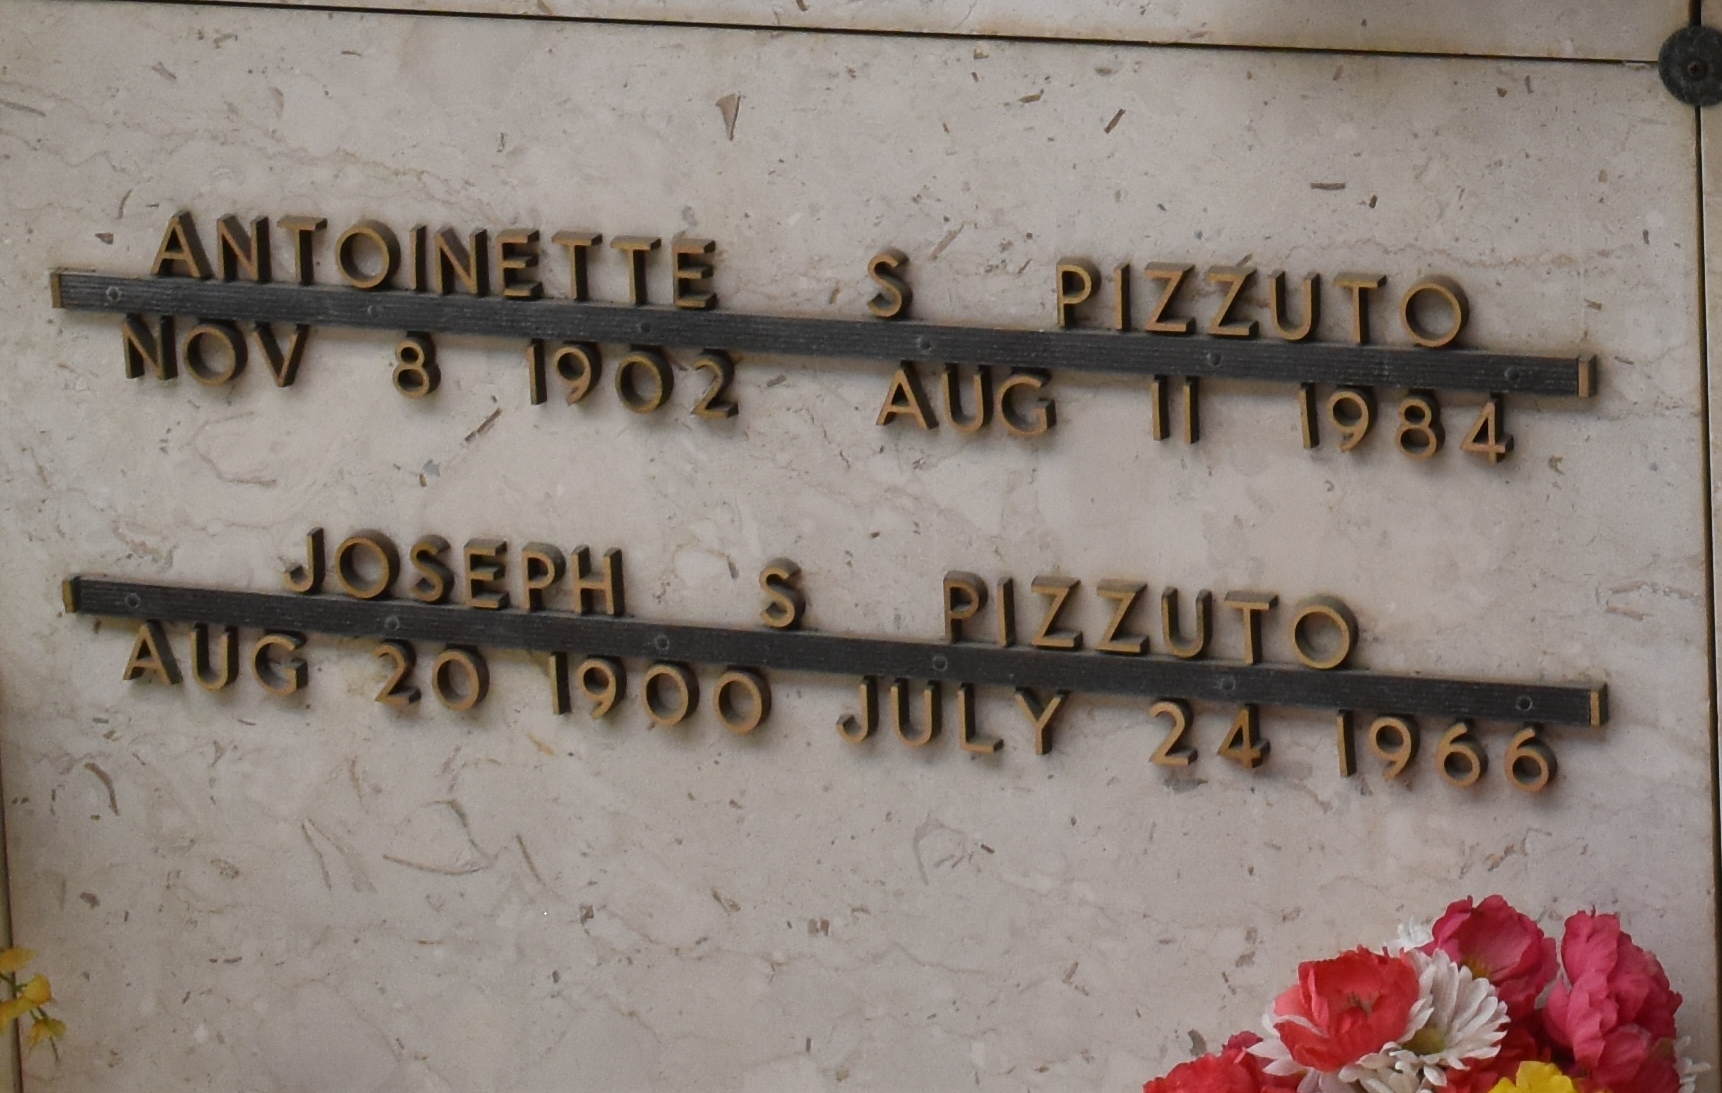 ANTOINETTE S PIZZUTO
NOV 8 1902 AUG 11 1984
JOSEPH S PIZZUTO
AUG 20 1900 JULY 24 1966